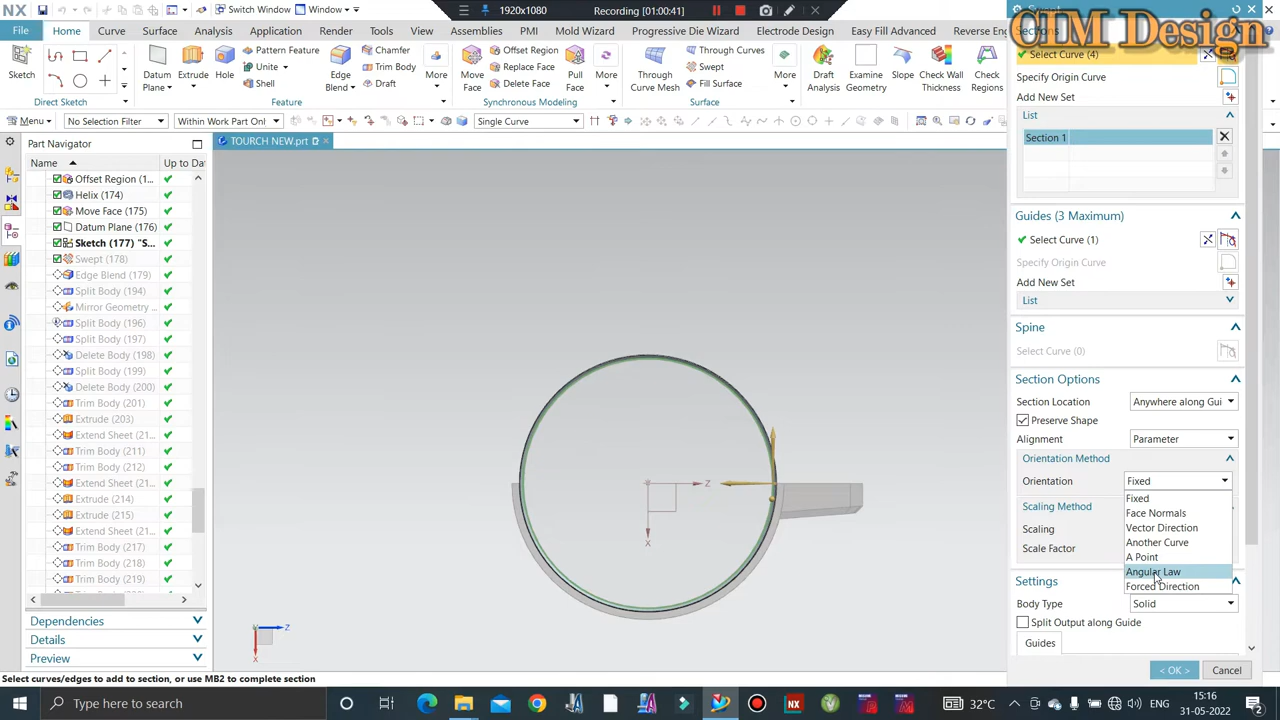 NX
Switch Window
Window
1920x1080
Recording [01:00:41]
Swept
CIM Design
File
Home
Curve
Surface
Analysis
Application
Render
Tools
View
Assemblies
PMI
Mold Wizard
Progressive Die Wizard
Electrode Design
Easy Fill Advanced
Reverse Eng
Sketch
Direct Sketch
Datum Plane
Extrude
Hole
Pattern Feature
Unite
Shell
Edge Blend
Chamfer
Trim Body
Draft
More
Feature
Move Face
Offset Region
Replace Face
Delete Face
Pull Face
More
Synchronous Modeling
Through Curve Mesh
Through Curves
Swept
Fill Surface
More
Surface
Draft Analysis
Examine Geometry
Slope
Check Wall Thickness
Check Regions
Menu
No Selection Filter
Within Work Part Onl
Single Curve
Part Navigator
TOURCH NEW.prt
Name
Up to Da
Offset Region (1...
Helix (174)
Move Face (175)
Datum Plane (176)
Sketch (177) "S...
Swept (178)
Edge Blend (179)
Split Body (194)
Mirror Geometry ...
Split Body (196)
Split Body (197)
Delete Body (198)
Split Body (199)
Delete Body (200)
Trim Body (201)
Extrude (203)
Extend Sheet (21...
Trim Body (211)
Trim Body (212)
Extend Sheet (21...
Extrude (214)
Extrude (215)
Extend Sheet (21...
Trim Body (217)
Trim Body (218)
Trim Body (219)
Dependencies
Details
Preview
Z
X
Z
X
Sections
Select Curve (4)
Specify Origin Curve
Add New Set
List
Section 1
Guides (3 Maximum)
Select Curve (1)
Specify Origin Curve
Add New Set
List
Spine
Select Curve (0)
Section Options
Section Location
Anywhere along Gui
Preserve Shape
Alignment
Parameter
Orientation Method
Orientation
Fixed
Fixed
Face Normals
Vector Direction
Another Curve
A Point
Angular Law
Forced Direction
Scaling Method
Scaling
Scale Factor
Settings
Body Type
Solid
Split Output along Guide
Guides
< OK >
Cancel
Select curves/edges to add to section, or use MB2 to complete section
Type here to search
32°C
ENG
15:16
31-05-2022
2